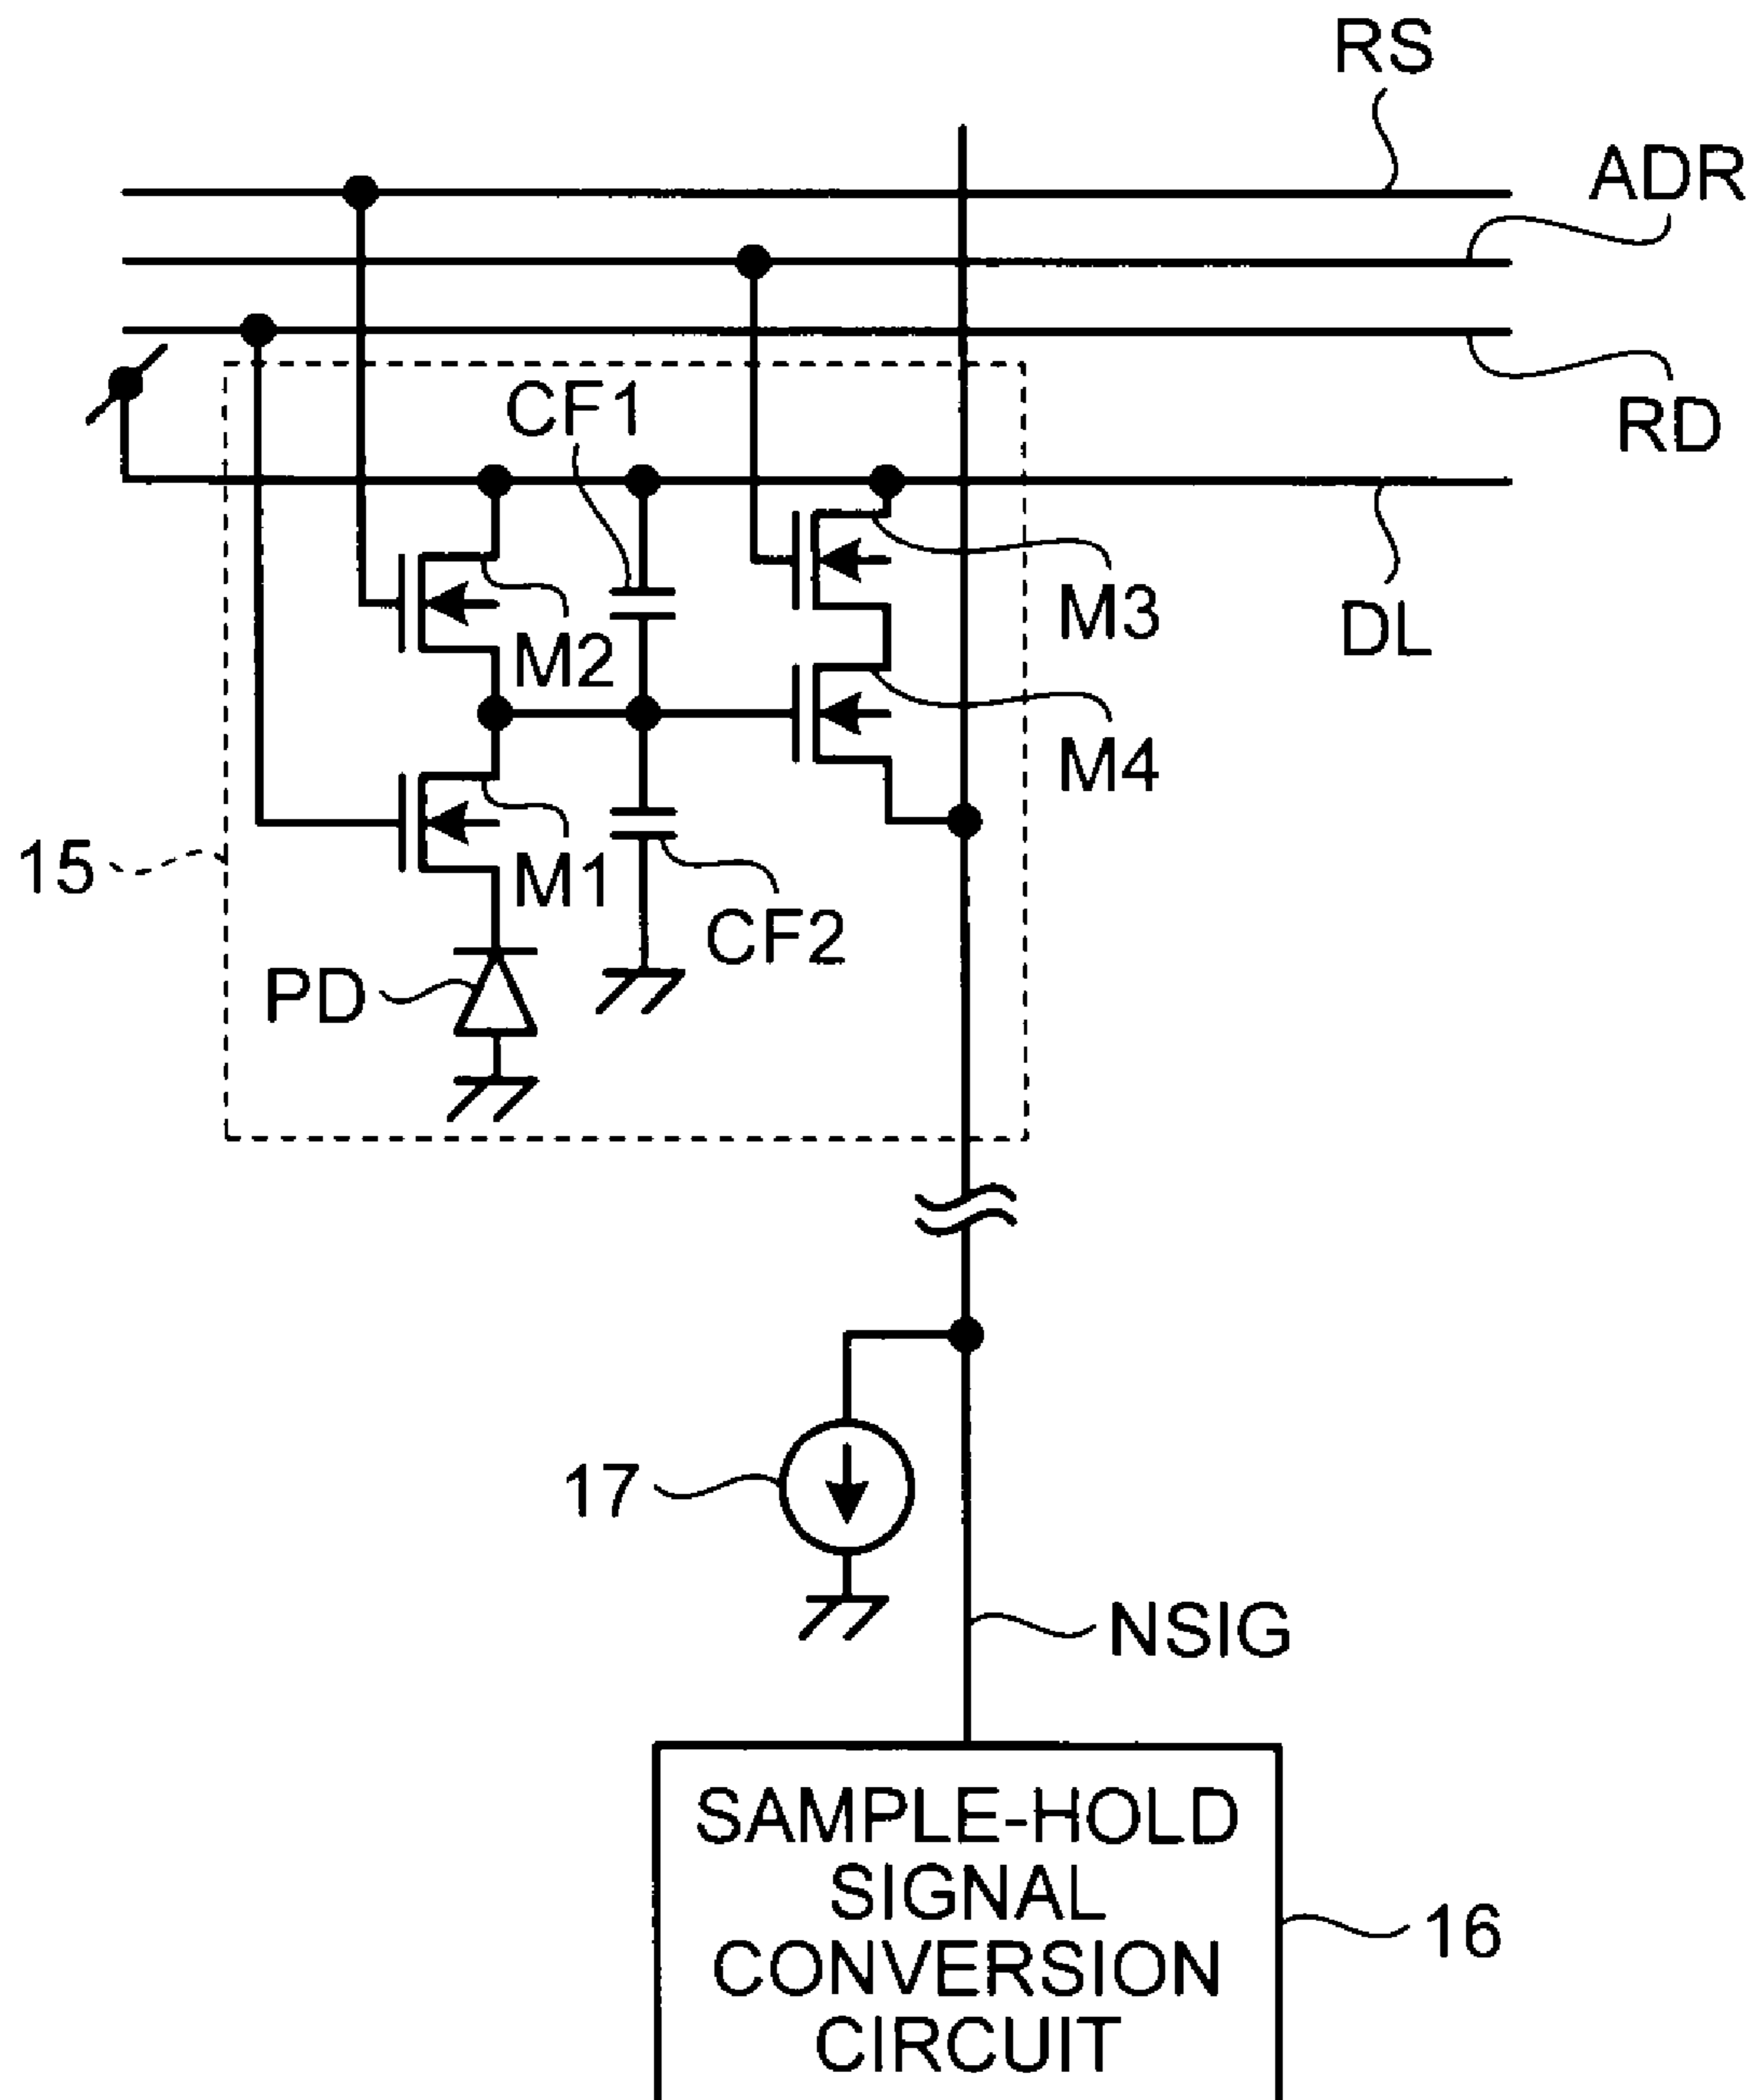 RS
ADR
RD
CF1
M3
DL
M2
M4
15
M1
CF2
PD
17
NSIG
SAMPLE-HOLD
SIGNAL
CONVERSION
CIRCUIT
16